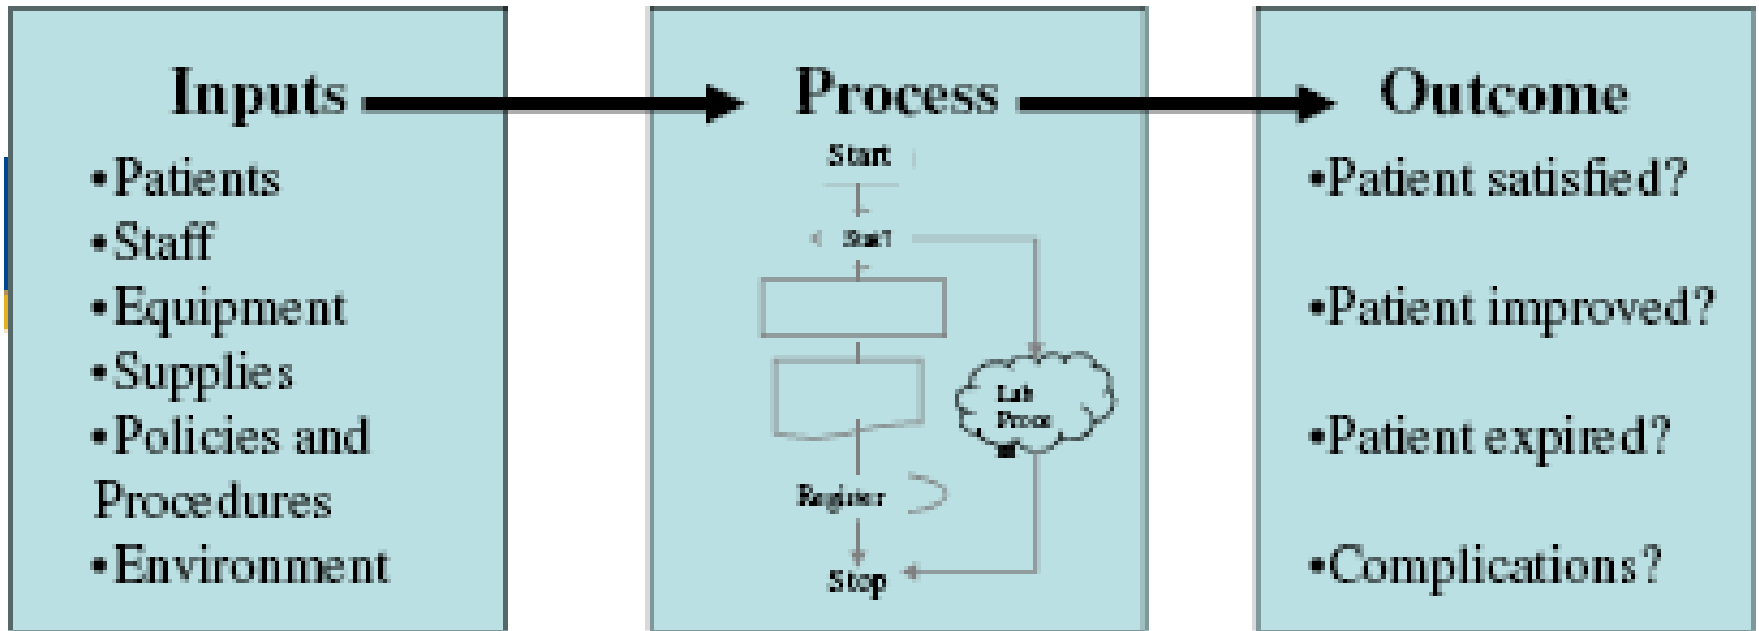 Inputs
•Patients
•Staff
•Equipment
•Supplies
•Policies and
Procedures
•Environment
Process
Start
Lab
Register
Stop
Outcome
•Patient satisfied?
•Patient improved?
•Patient expired?
•Complications?